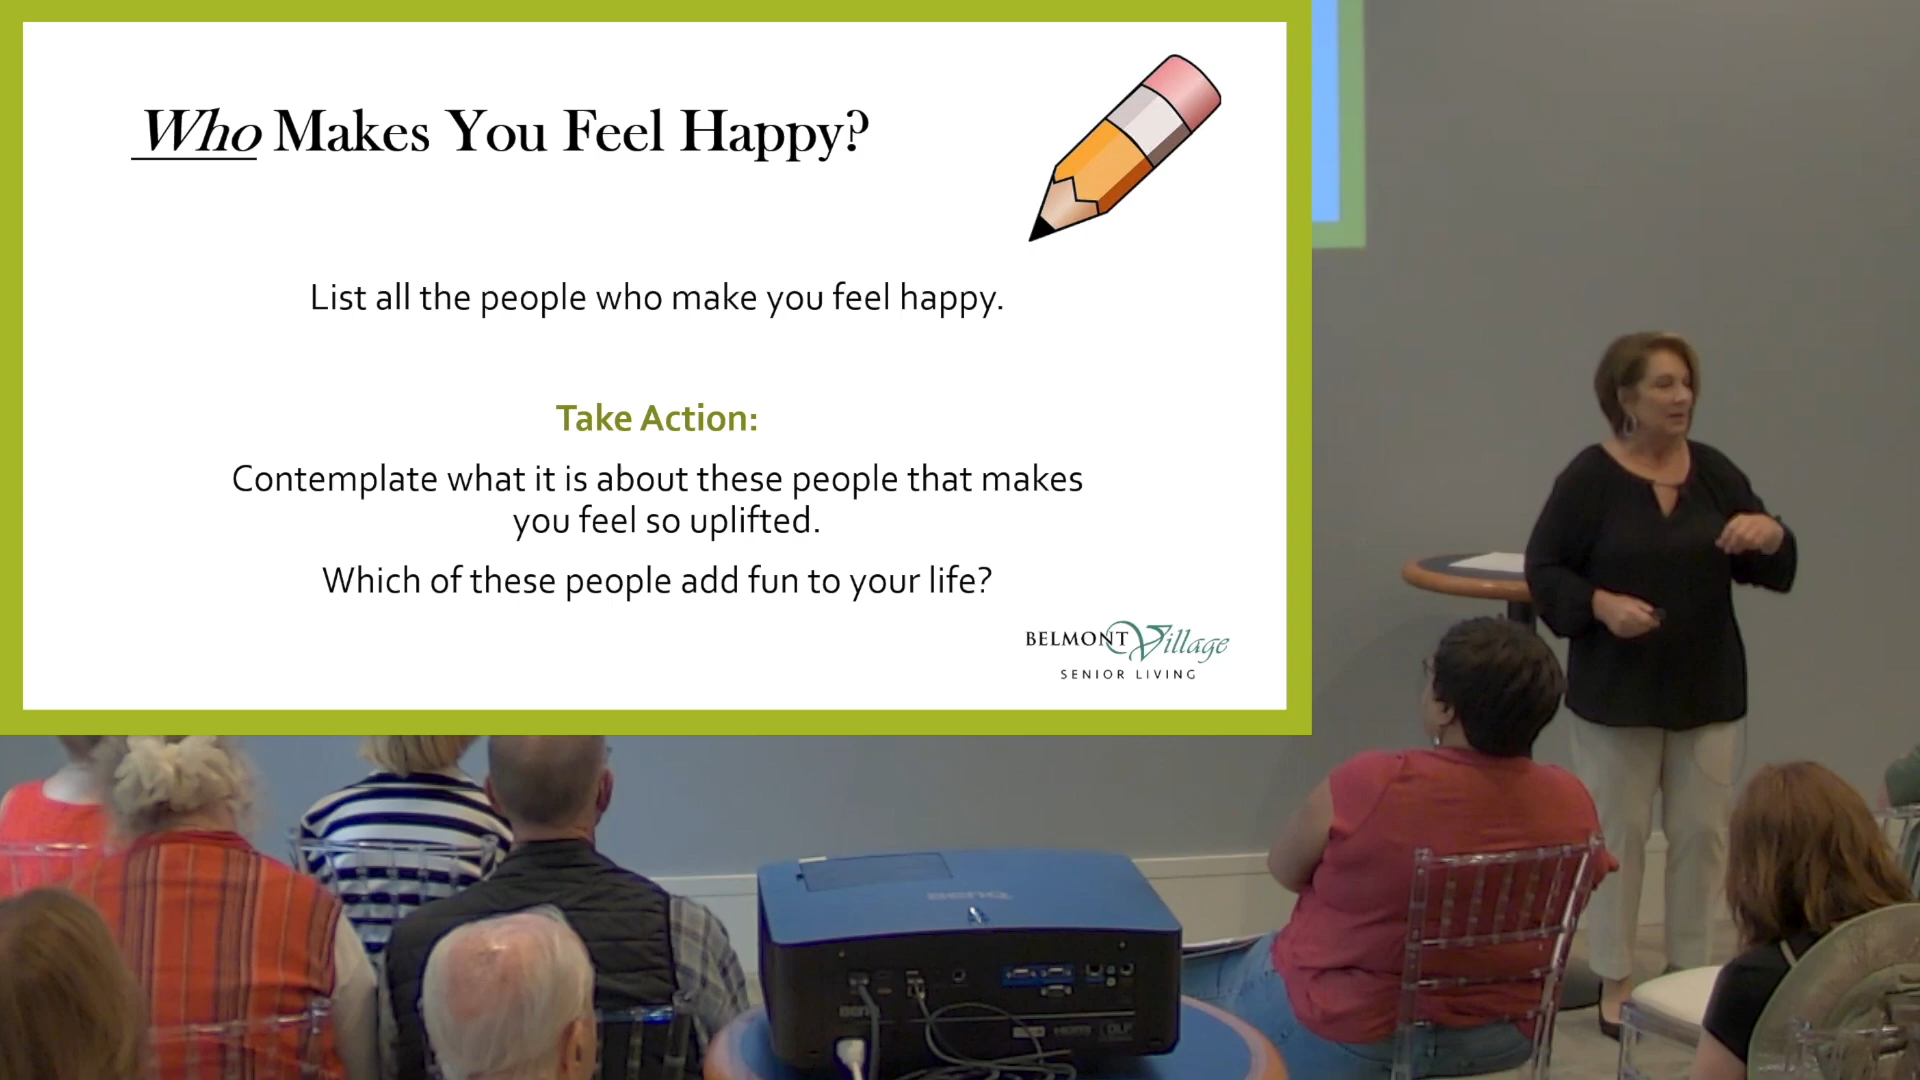 Who Makes You Feel Happy?
List all the people who make you feel happy.
Take Action:
Contemplate what it is about these people that makes
you feel so uplifted.
Which of these people add fun to your life?
BELMONT Village
SENIOR LIVING
BenQ